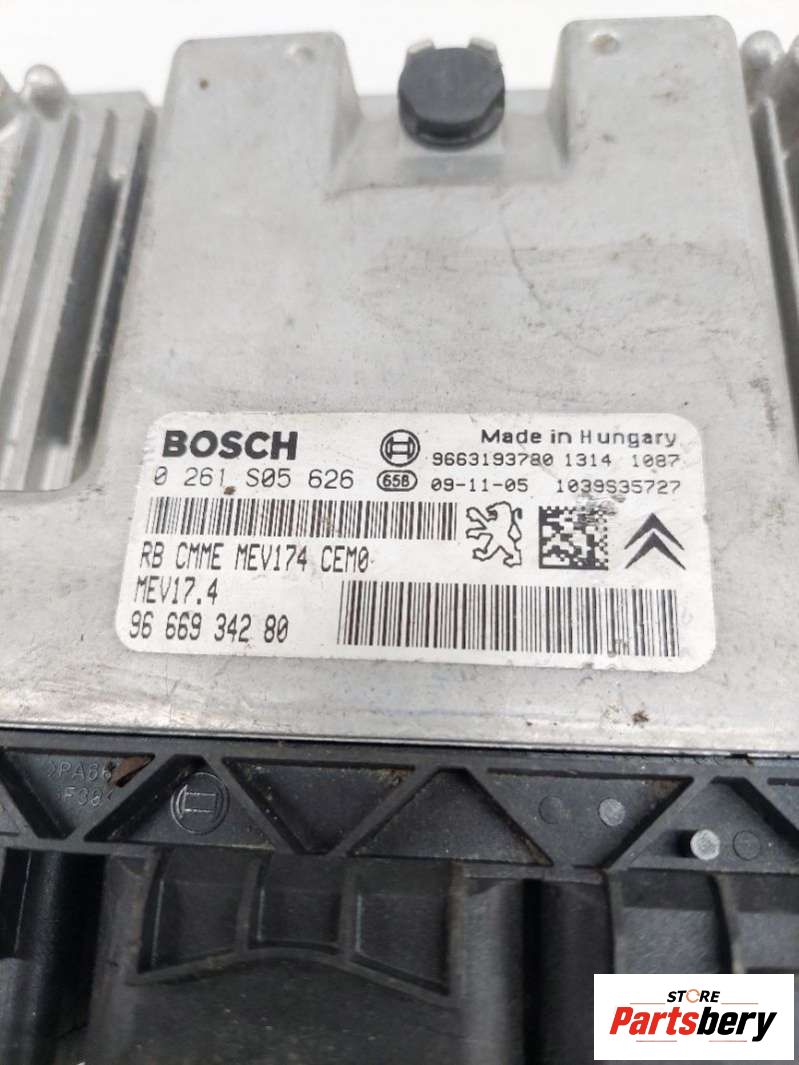 BOSCH
Made in Hungary
9663193780 1314 1087
0 261 S05 626
658
09-11-05 1039S35727
RB CMME MEV174 CEM0
MEV17.4
96 669 342 80
STORE
Partsbery